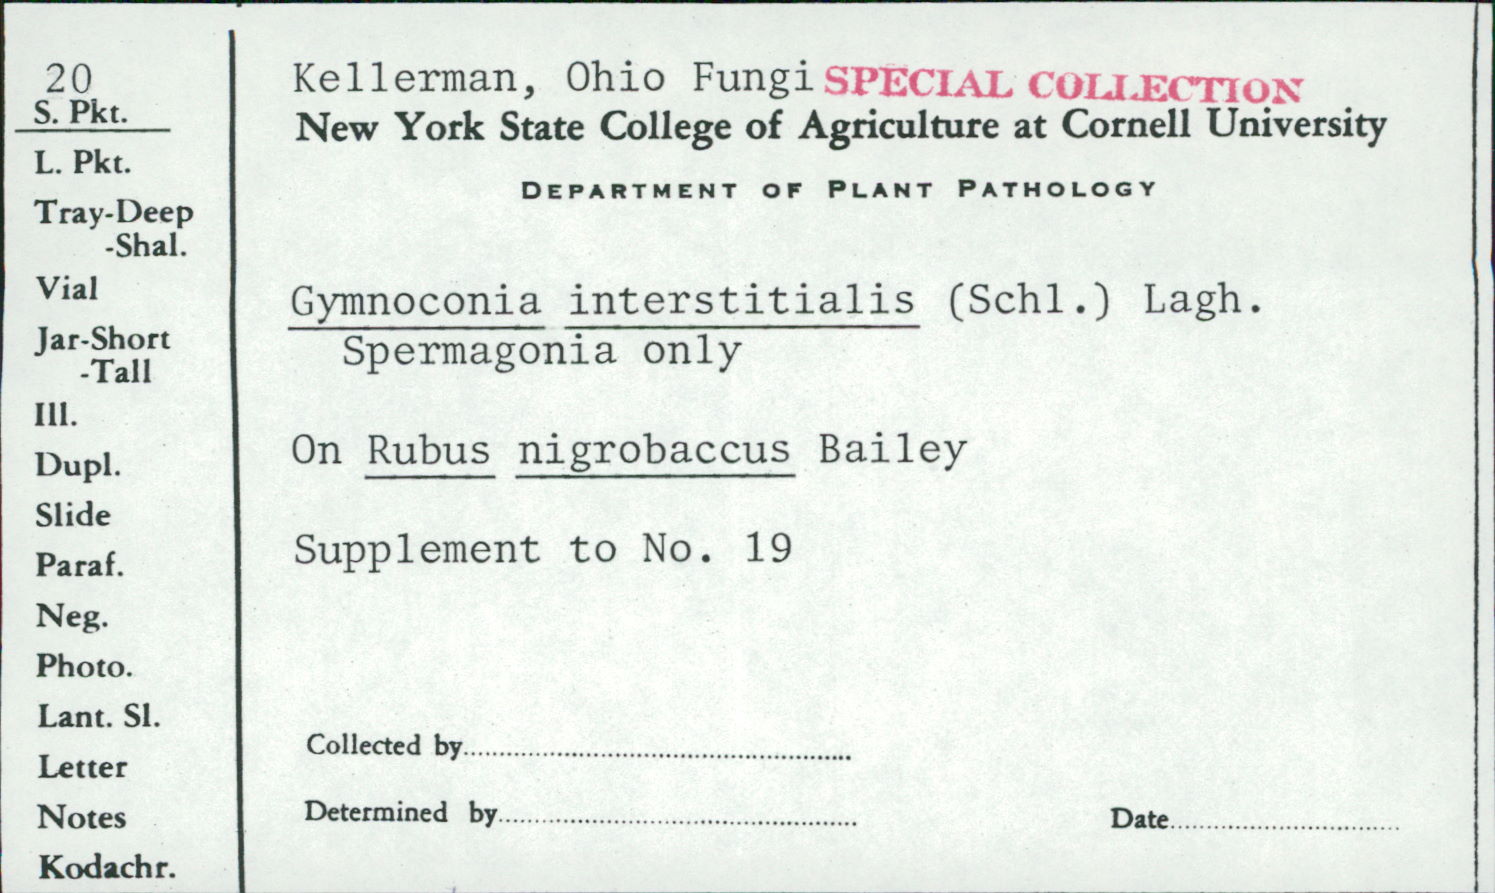 20
S. Pkt.
L. Pkt.
Tray-Deep
-Shal.
Vial
Jar-Short
-Tall
Ill.
Dupl.
Slide
Paraf.
Neg.
Photo.
Lant. Sl.
Letter
Notes
Kodachr.
Kellerman, Ohio Fungi SPECIAL COLLECTION
New York State College of Agriculture at Cornell University
DEPARTMENT OF PLANT PATHOLOGY
Gymnoconia interstitialis (Schl.) Lagh.
Spermagonia only
On Rubus nigrobaccus Bailey
Supplement to No. 19
Collected by
Determined by
Date